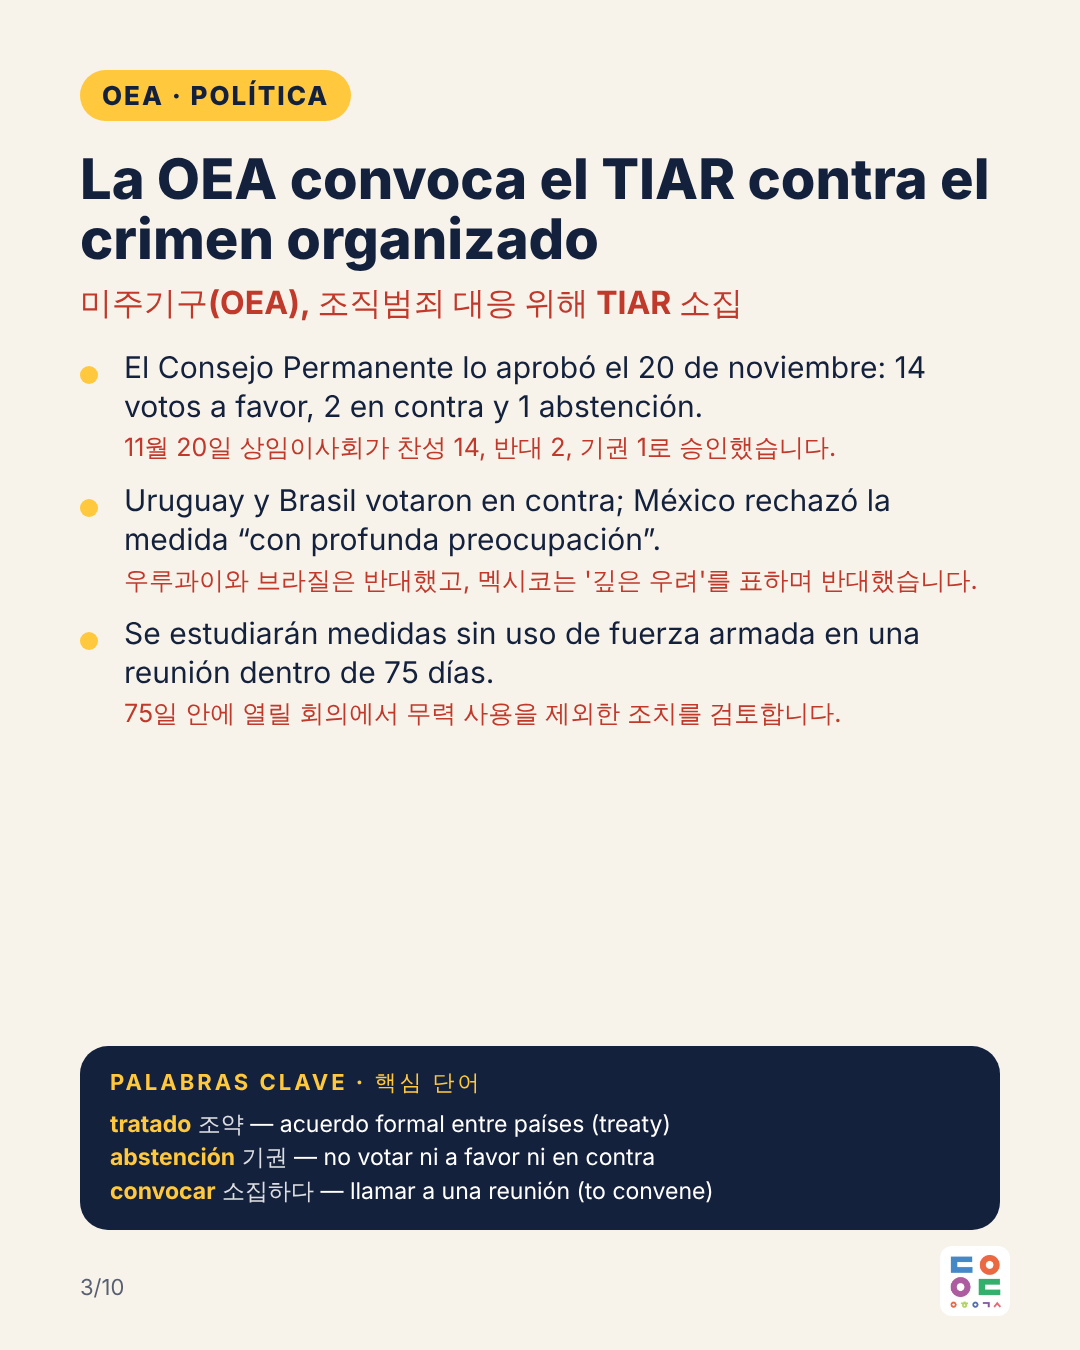 OEA · POLÍTICA
La OEA convoca el TIAR contra el
crimen organizado
미주기구(OEA), 조직범죄 대응 위해 TIAR 소집
El Consejo Permanente lo aprobó el 20 de noviembre: 14
votos a favor, 2 en contra y 1 abstención.
11월 20일 상임이사회가 찬성 14, 반대 2, 기권 1로 승인했습니다.
Uruguay y Brasil votaron en contra; México rechazó la
medida “con profunda preocupación”.
우루과이와 브라질은 반대했고, 멕시코는 '깊은 우려'를 표하며 반대했습니다.
Se estudiarán medidas sin uso de fuerza armada en una
reunión dentro de 75 días.
75일 안에 열릴 회의에서 무력 사용을 제외한 조치를 검토합니다.
PALABRAS CLAVE · 핵심 단어
tratado 조약 — acuerdo formal entre países (treaty)
abstención 기권 — no votar ni a favor ni en contra
convocar 소집하다 — llamar a una reunión (to convene)
3/10